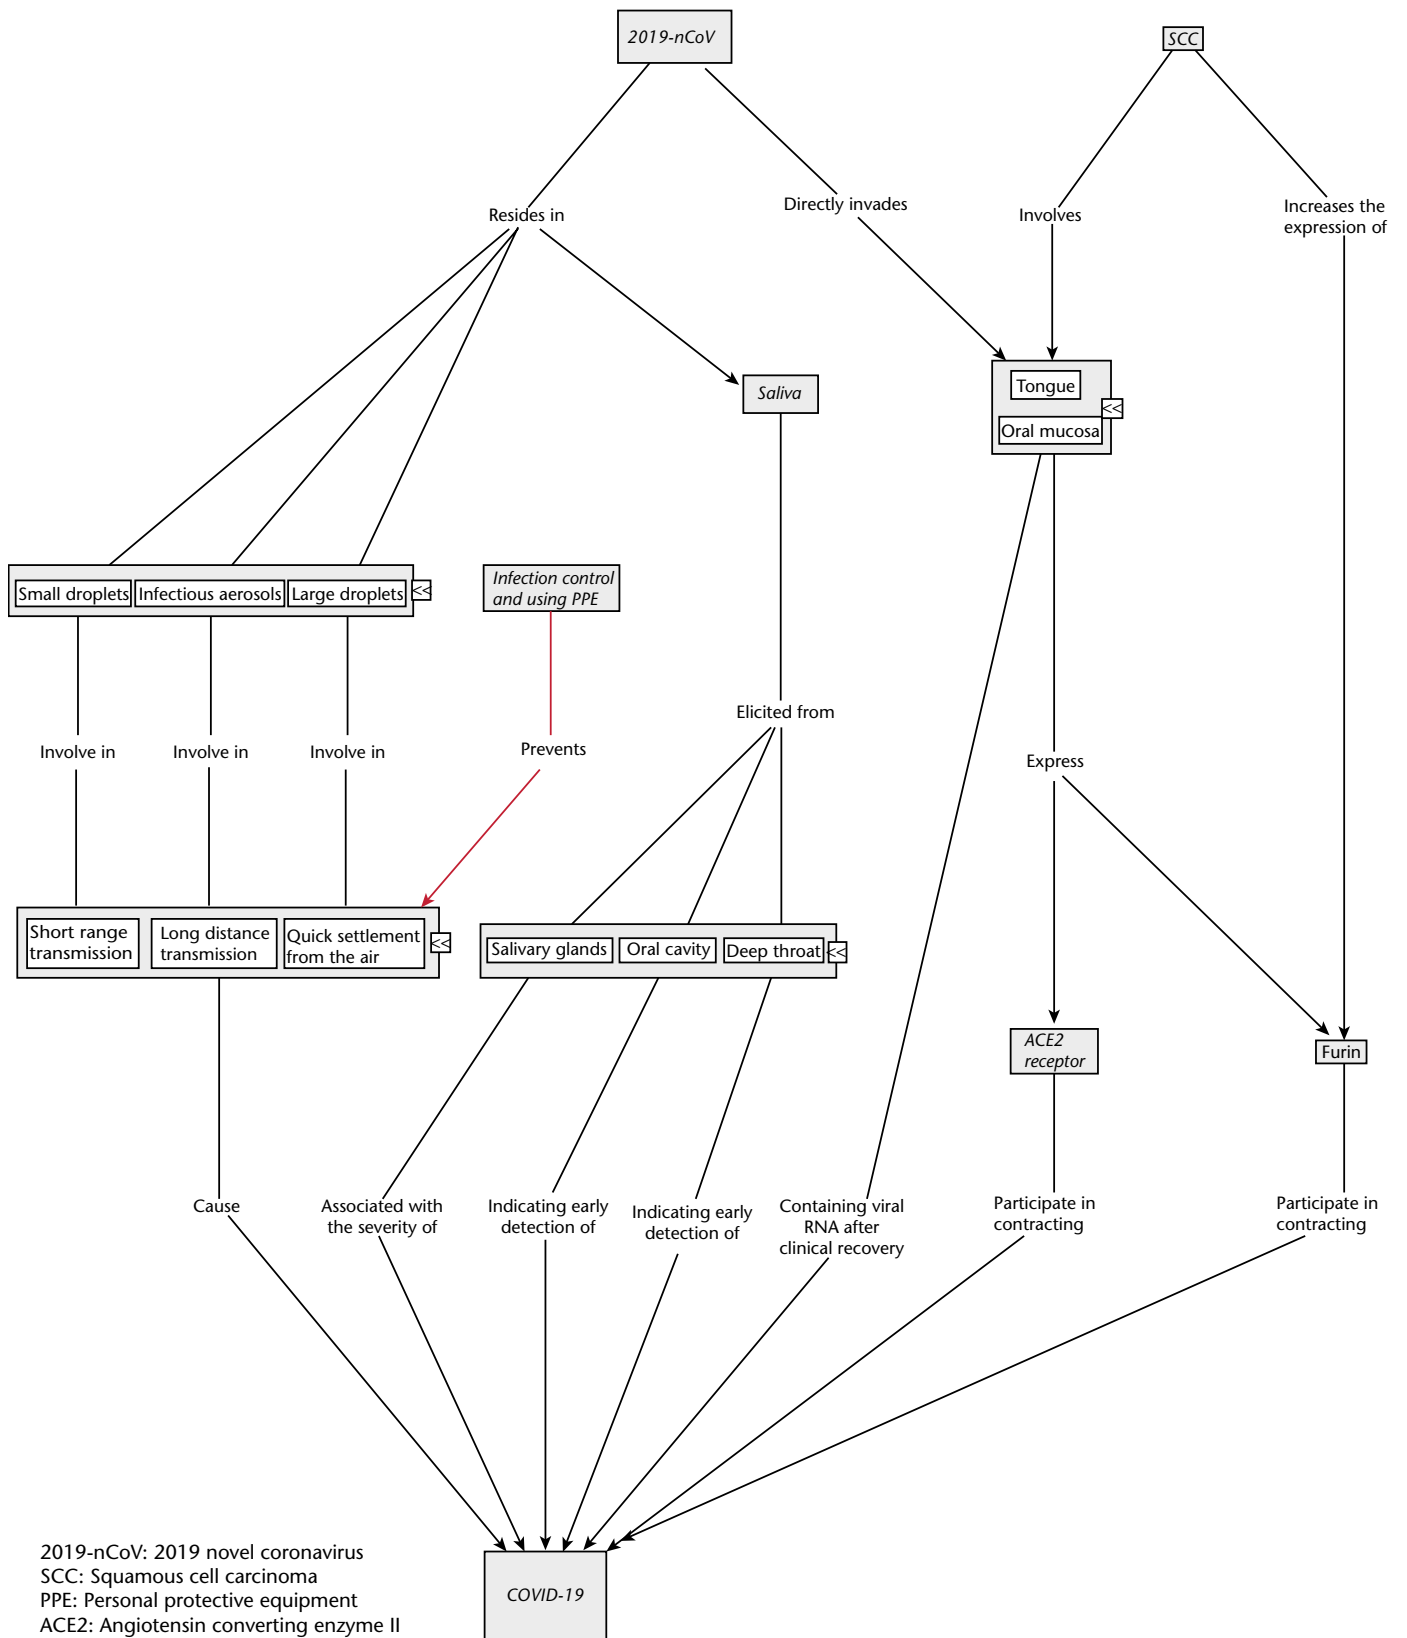 2019-nCoV
SCC
Resides in
Directly invades
Involves
Increases the
expression of
Saliva
Tongue
<<
Oral mucosa
Small droplets
Infectious aerosols
Large droplets
<<
Infection control
and using PPE
Elicited from
Involve in
Involve in
Involve in
Prevents
Express
Short range
transmission
Long distance
transmission
Quick settlement
from the air
<<
Salivary glands
Oral cavity
Deep throat
<<
ACE2
receptor
Furin
Cause
Associated with
the severity of
Indicating early
detection of
Indicating early
detection of
Containing viral
RNA after
clinical recovery
Participate in
contracting
Participate in
contracting
COVID-19
2019-nCoV: 2019 novel coronavirus
SCC: Squamous cell carcinoma
PPE: Personal protective equipment
ACE2: Angiotensin converting enzyme II